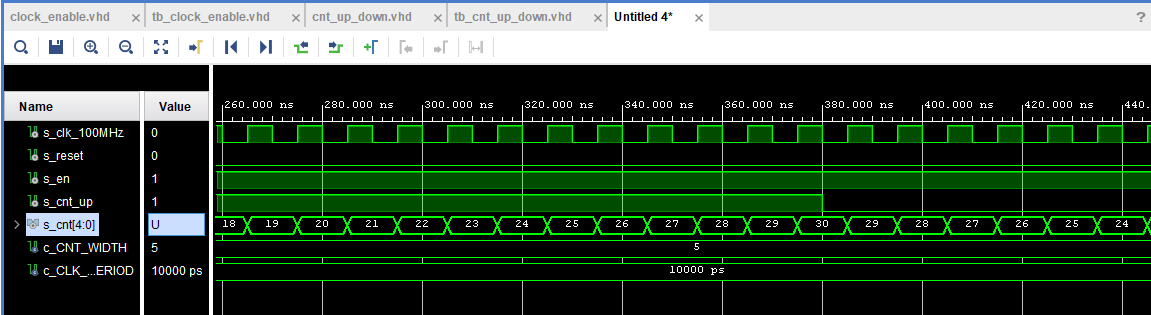 clock_enable.vhd × tb_clock_enable.vhd × cnt_up_down.vhd × tb_cnt_up_down.vhd × Untitled 4* × ?
Name Value
260.000 ns 280.000 ns 300.000 ns 320.000 ns 340.000 ns 360.000 ns 380.000 ns 400.000 ns 420.000 ns 440.
s_clk_100MHz 0
s_reset 0
s_en 1
s_cnt_up 1
s_cnt[4:0] U 18 19 20 21 22 23 24 25 26 27 28 29 30 29 28 27 26 25 24
c_CNT_WIDTH 5 5
c_CLK_...ERIOD 10000 ps 10000 ps